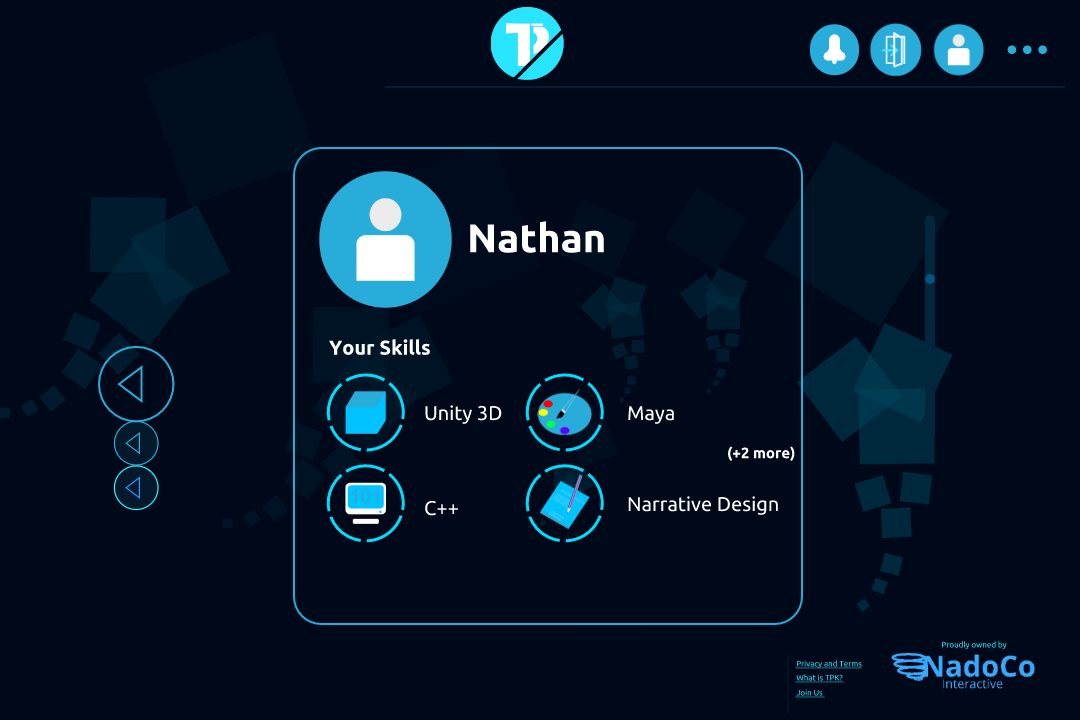 TP
Nathan
Your Skills
Unity 3D
Maya
(+2 more)
101
C++
Narrative Design
Proudly owned by
NadoCo
Interactive
Privacy and Terms
What is TPK?
Join Us